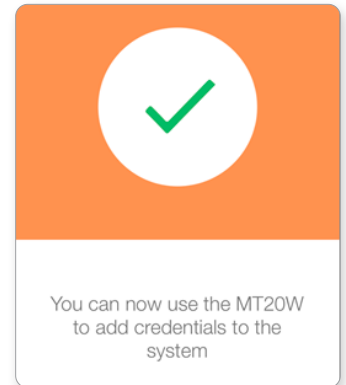 You can now use the MT20W
to add credentials to the
system